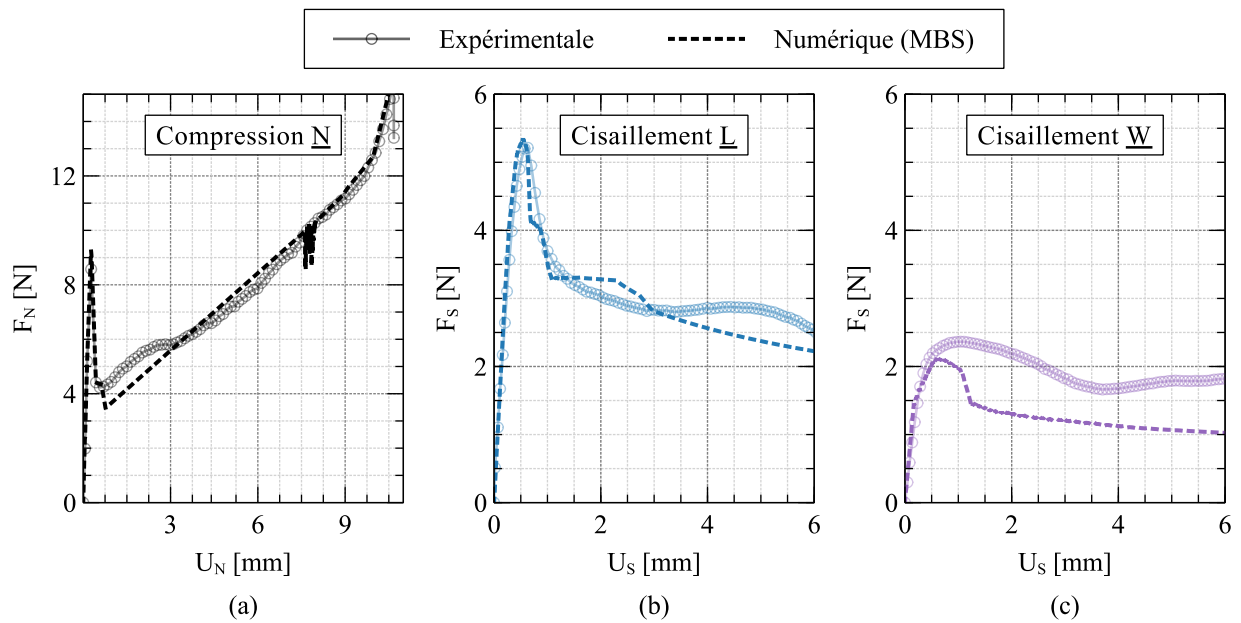 Expérimentale Numérique (MBS)
Compression N
12
8
4
0
3 6 9
F_N [N]
U_N [mm]
(a)
Cisaillement L
6
4
2
0
0 2 4 6
F_S [N]
U_S [mm]
(b)
Cisaillement W
6
4
2
0
0 2 4 6
F_S [N]
U_S [mm]
(c)